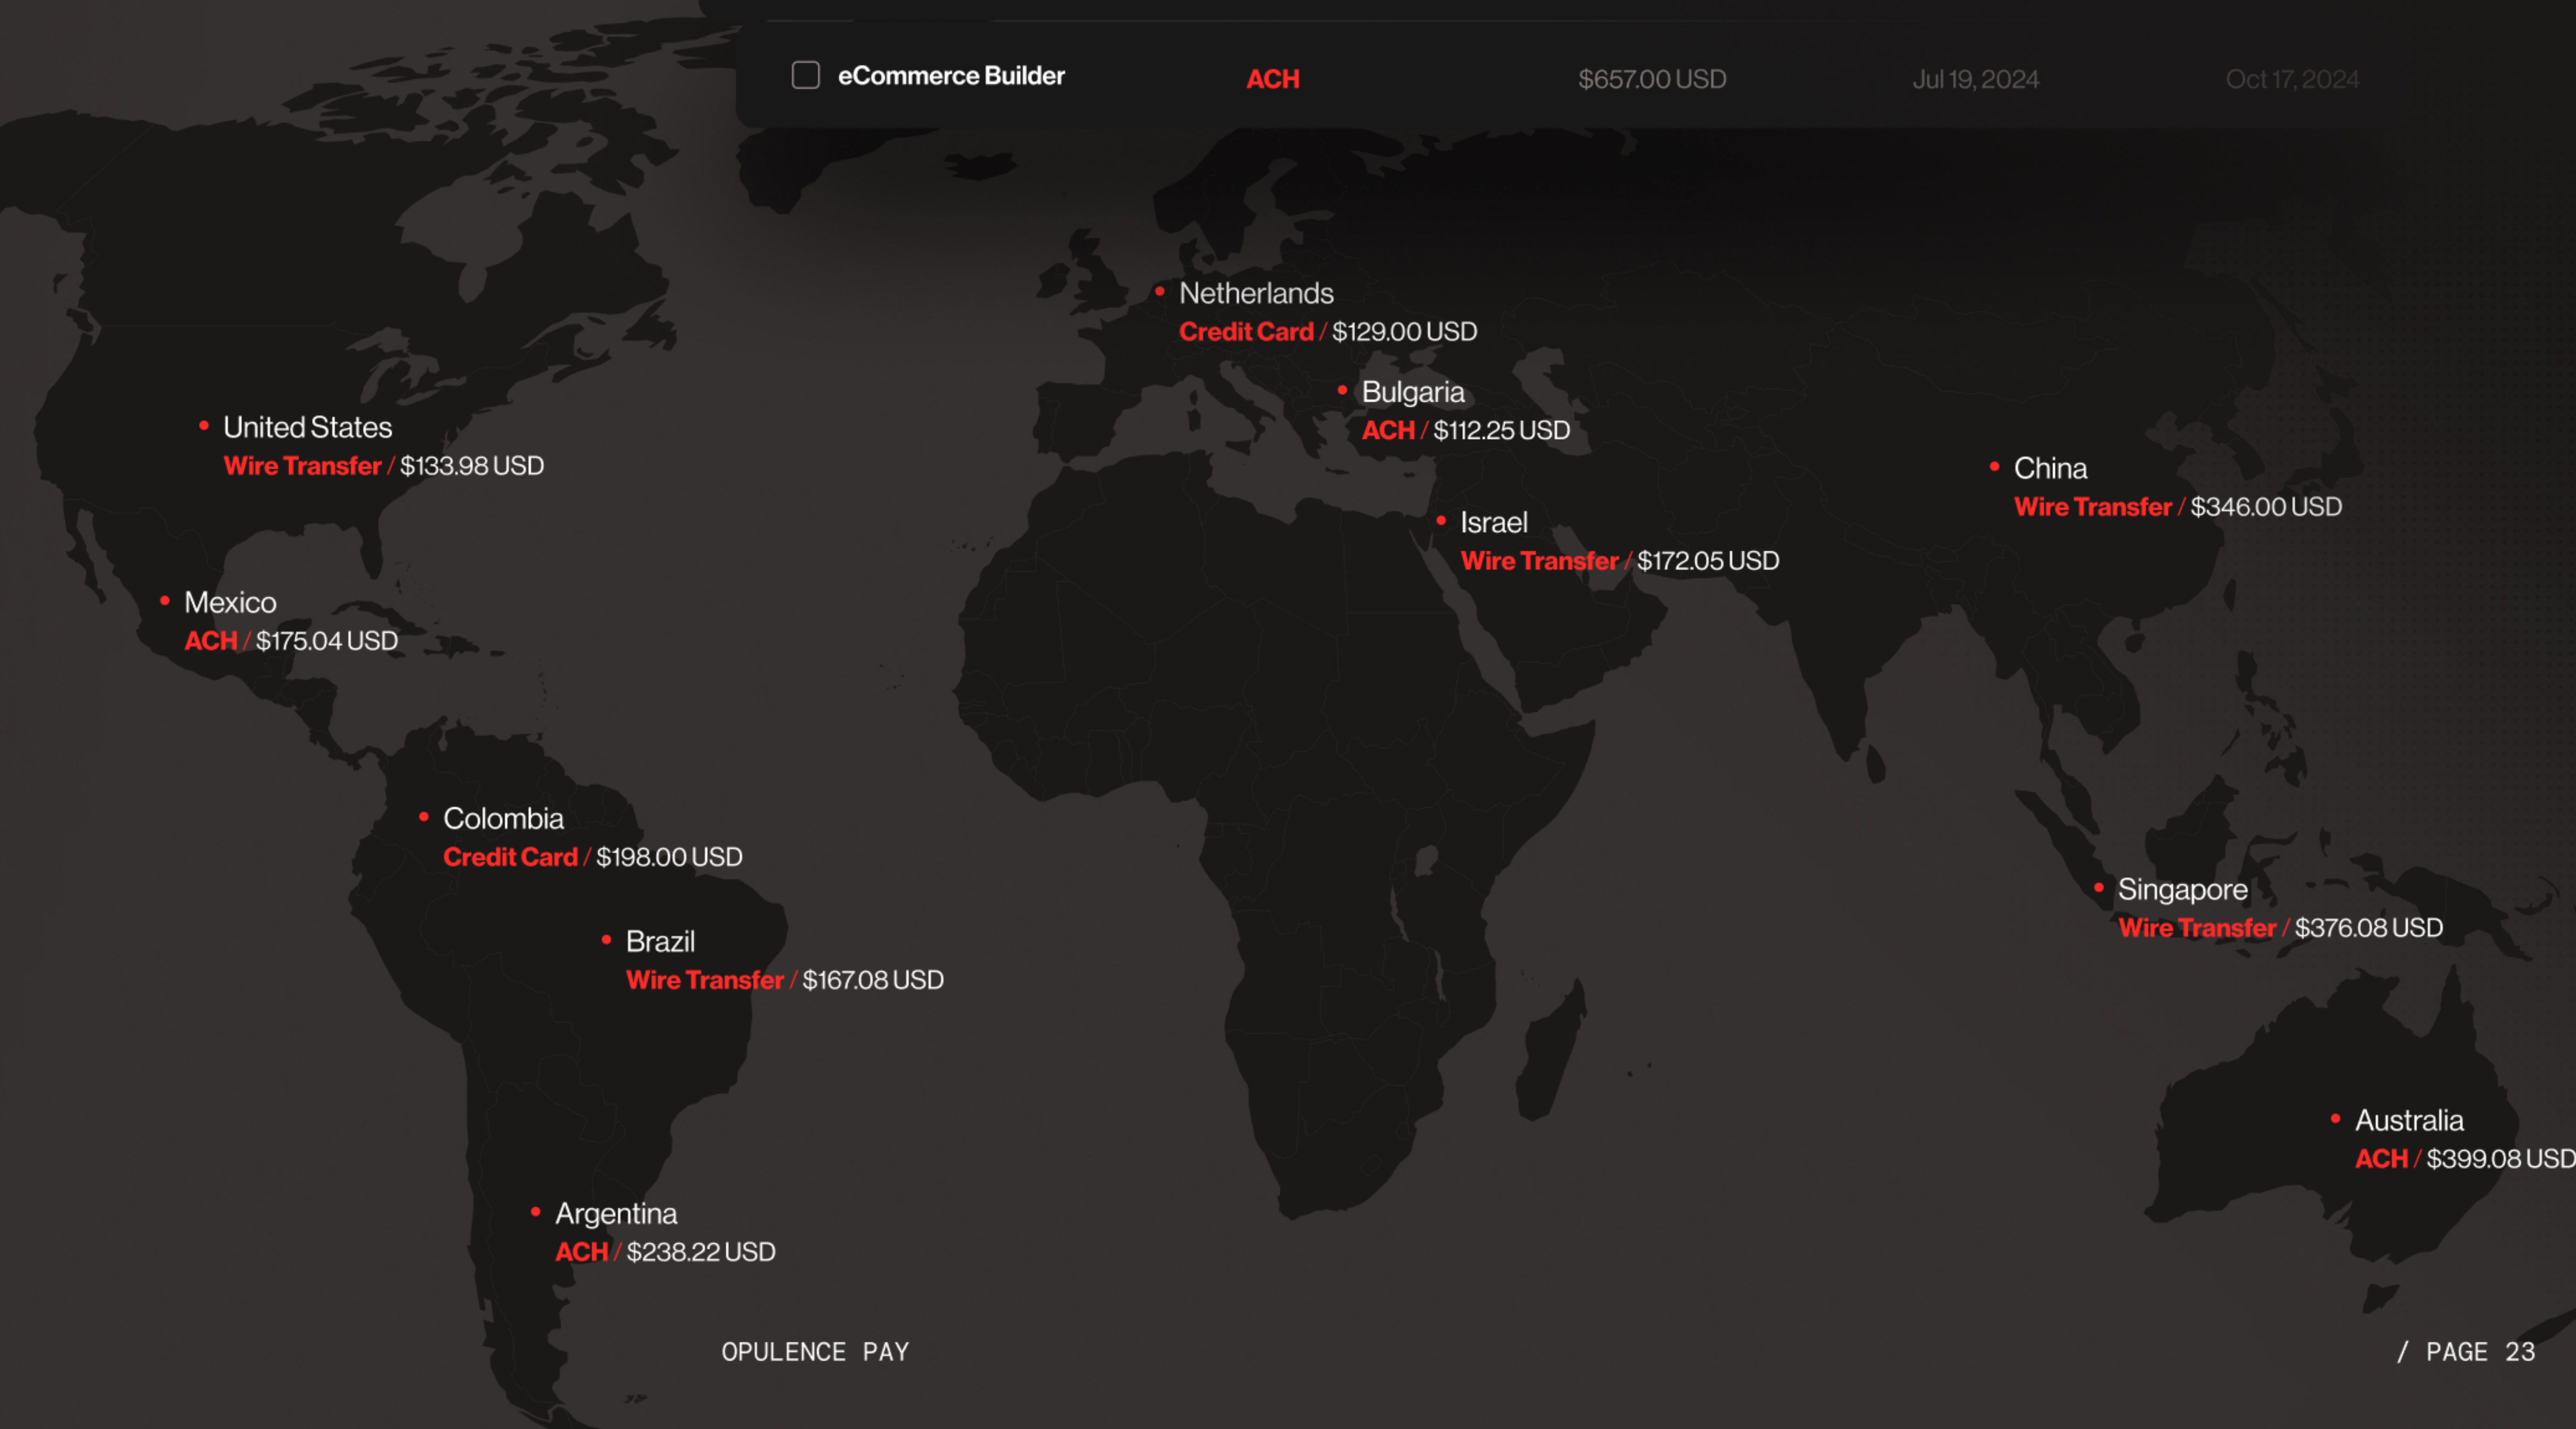 eCommerce Builder ACH $657.00 USD Jul 19, 2024 Oct 17, 2024
Netherlands
Credit Card / $129.00 USD
Bulgaria
ACH / $112.25 USD
United States
Wire Transfer / $133.98 USD
China
Wire Transfer / $346.00 USD
Israel
Wire Transfer / $172.05 USD
Mexico
ACH / $175.04 USD
Colombia
Credit Card / $198.00 USD
Singapore
Wire Transfer / $376.08 USD
Brazil
Wire Transfer / $167.08 USD
Australia
ACH / $399.08 USD
Argentina
ACH / $238.22 USD
OPULENCE PAY
/ PAGE 23